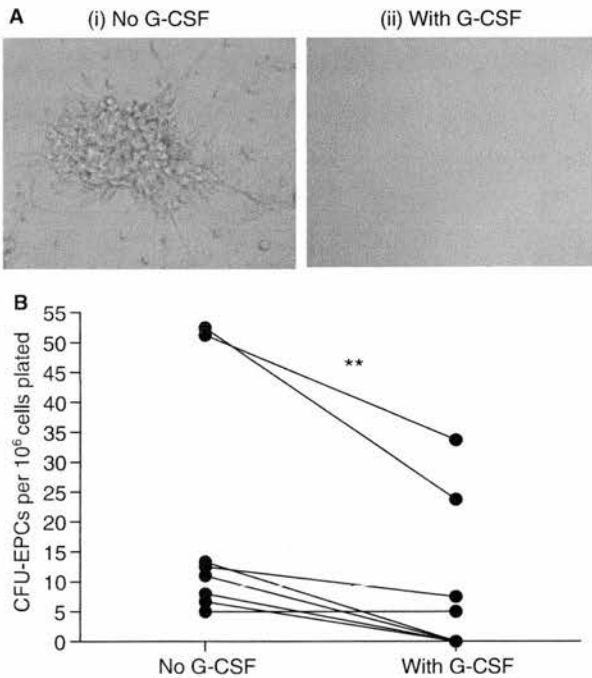 A
(i) No G-CSF
(ii) With G-CSF
B
CFU-EPCs per 10⁶ cells plated
55
50
45
40
35
30
25
20
15
10
5
0
**
No G-CSF
With G-CSF